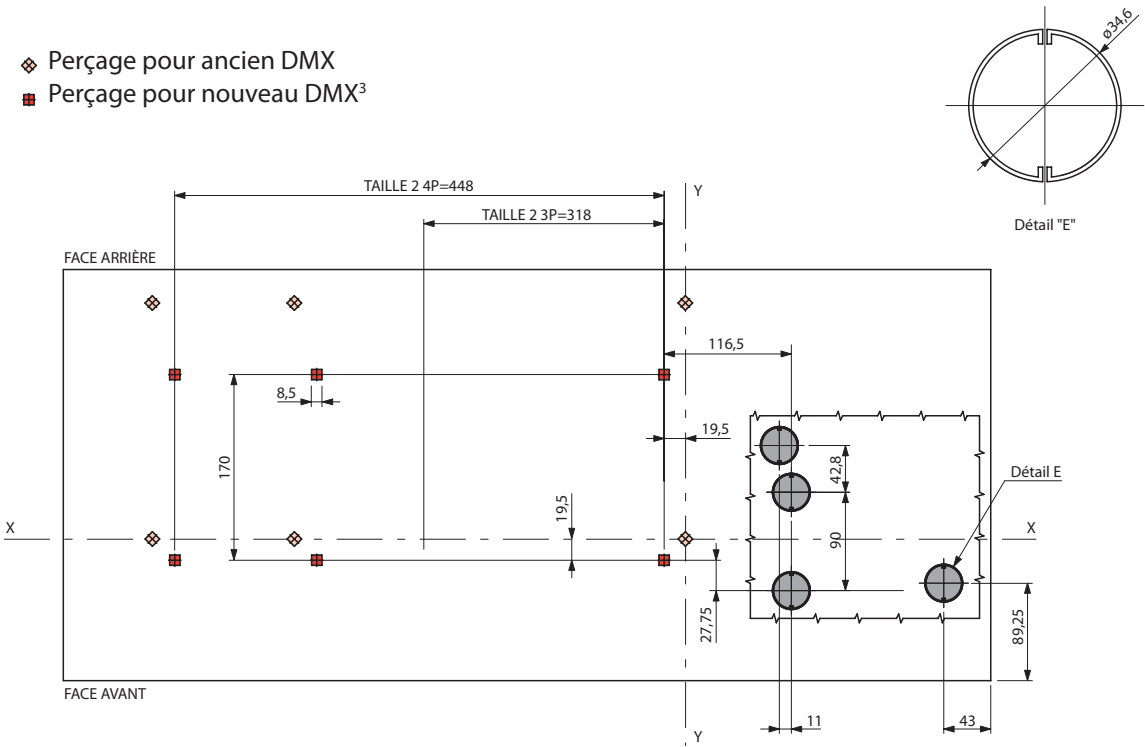 Perçage pour ancien DMX
Perçage pour nouveau DMX³
ø34,6
Détail "E"
TAILLE 2 4P=448
Y
TAILLE 2 3P=318
FACE ARRIÈRE
116,5
8,5
19,5
170
42,8
Détail E
19,5
X
X
90
27,75
89,25
FACE AVANT
11
43
Y